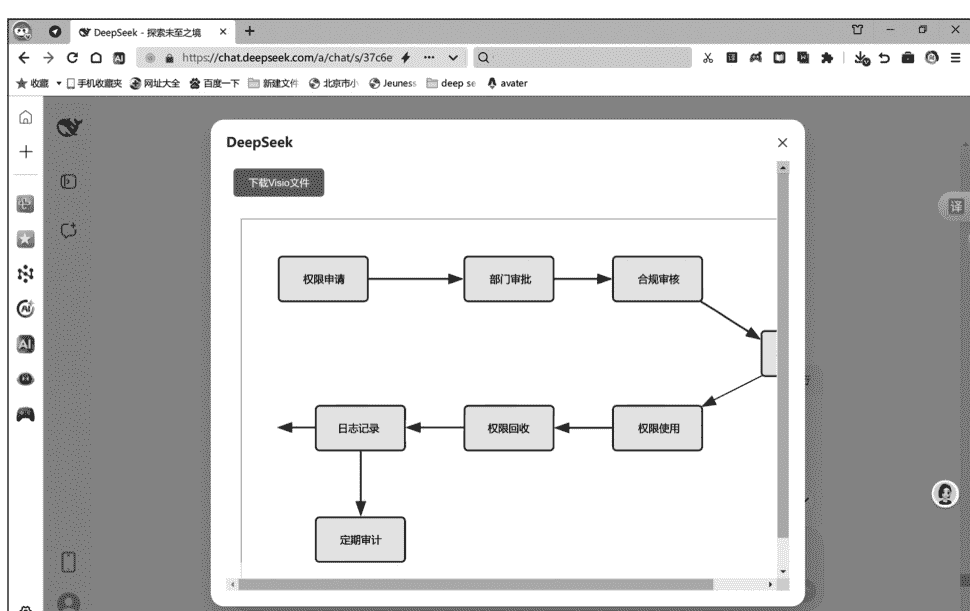 DeepSeek - 探索未至之境
https://chat.deepseek.com/a/chat/s/37c6e
收藏 手机收藏夹 网址大全 百度一下 新建文件 北京市小 Jeuness deep se avater
DeepSeek
下载Visio文件
权限申请 部门审批 合规审核
日志记录 权限回收 权限使用
定期审计
译
AI
AI
AI